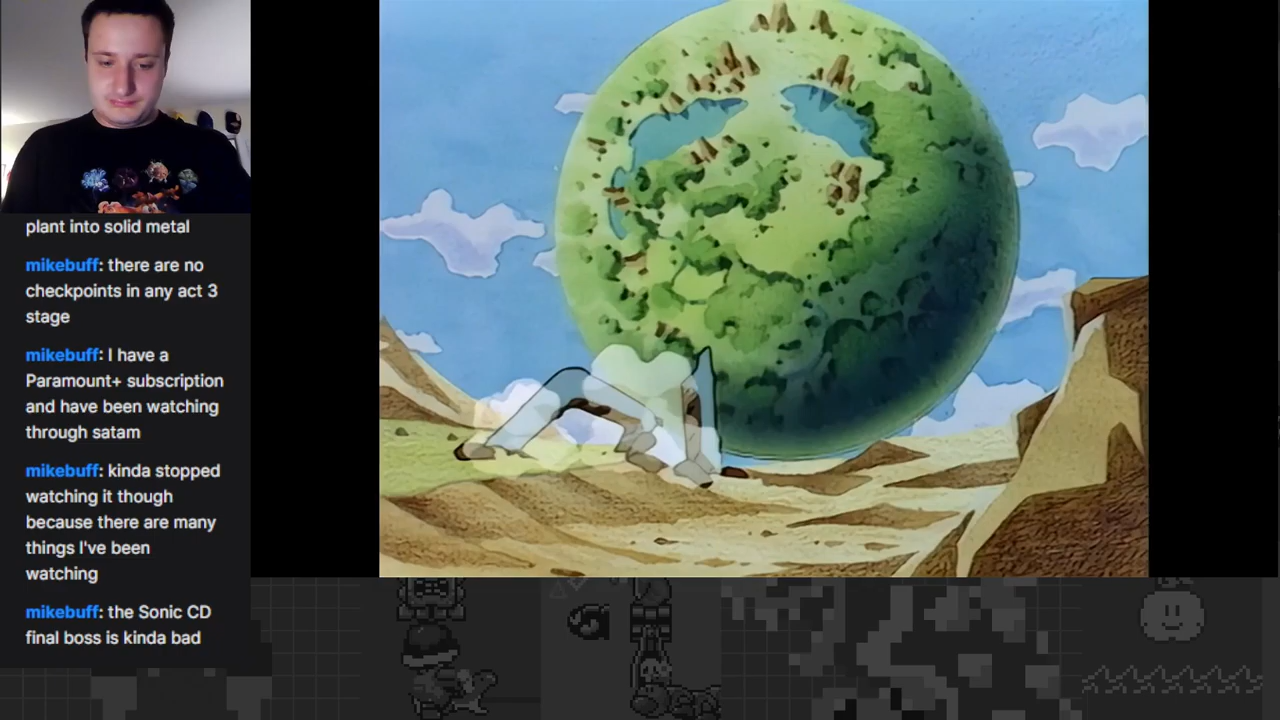 plant into solid metal
mikebuff: there are no
checkpoints in any act 3
stage
mikebuff: I have a
Paramount+ subscription
and have been watching
through satam
mikebuff: kinda stopped
watching it though
because there are many
things I've been
watching
mikebuff: the Sonic CD
final boss is kinda bad